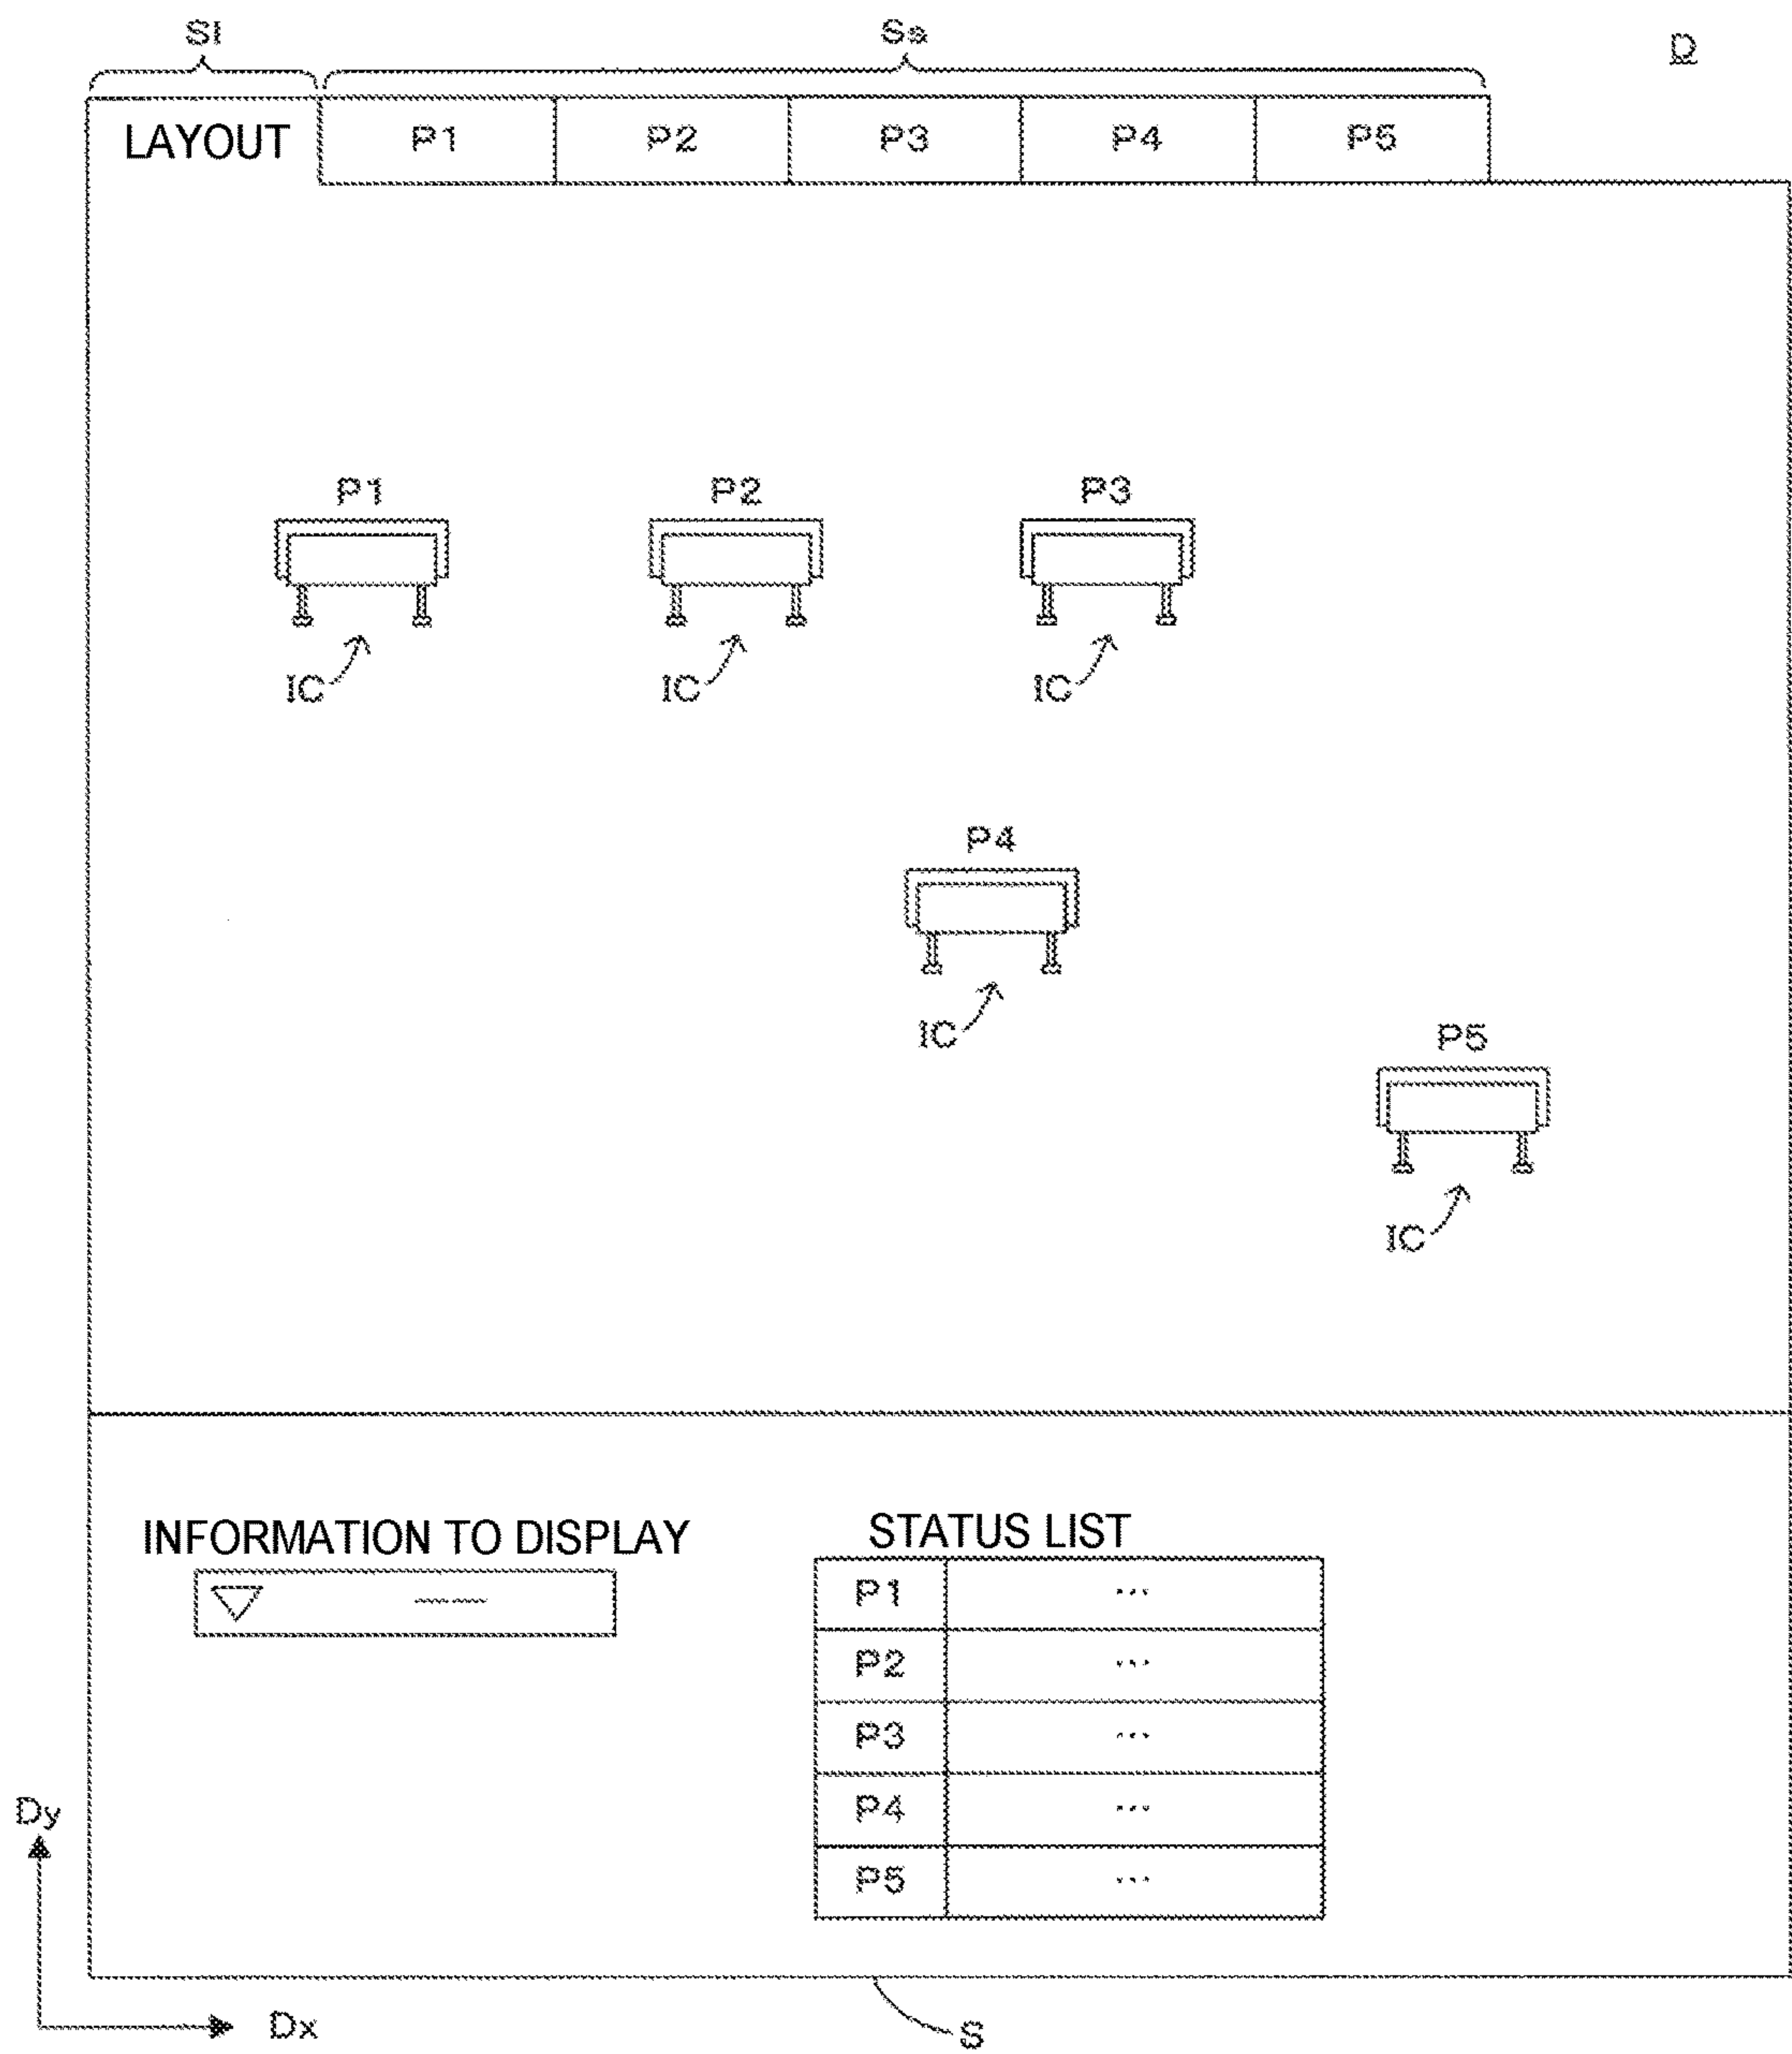 Sl Ss D
LAYOUT P1 P2 P3 P4 P5
P1 P2 P3
IC IC IC
P4
IC
P5
IC
INFORMATION TO DISPLAY STATUS LIST
▽ ---- P1 ...
P2 ...
P3 ...
P4 ...
P5 ...
Dy
Dx
S